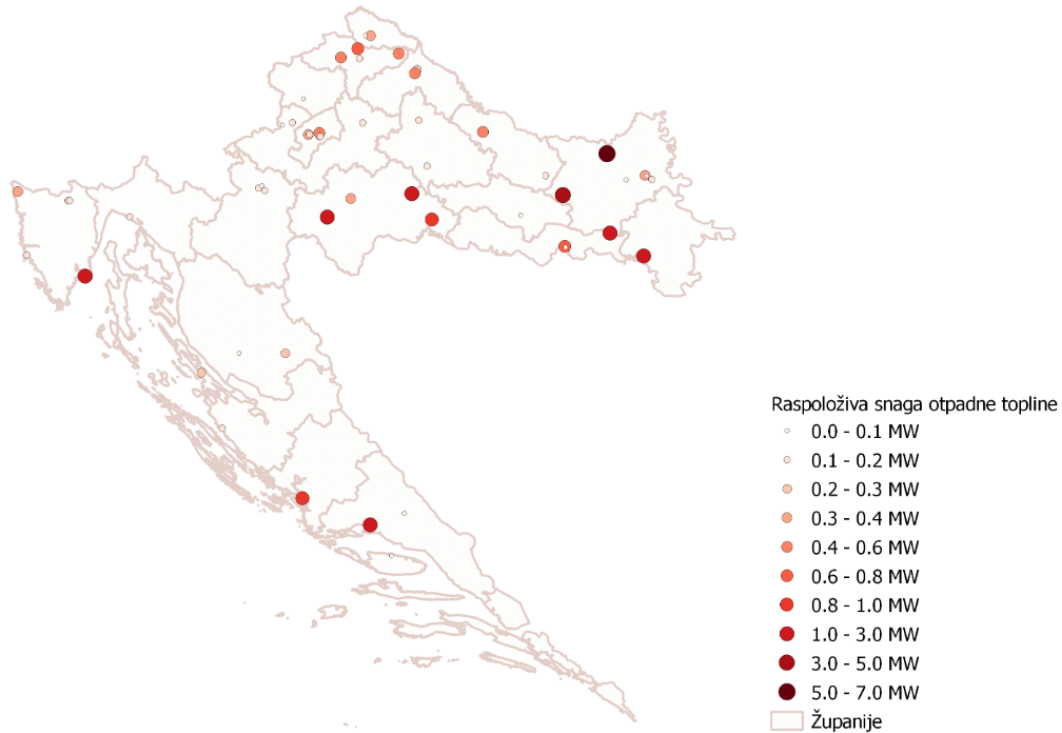 Raspoloživa snaga otpadne topline
0.0 - 0.1 MW
0.1 - 0.2 MW
0.2 - 0.3 MW
0.3 - 0.4 MW
0.4 - 0.6 MW
0.6 - 0.8 MW
0.8 - 1.0 MW
1.0 - 3.0 MW
3.0 - 5.0 MW
5.0 - 7.0 MW
Županije